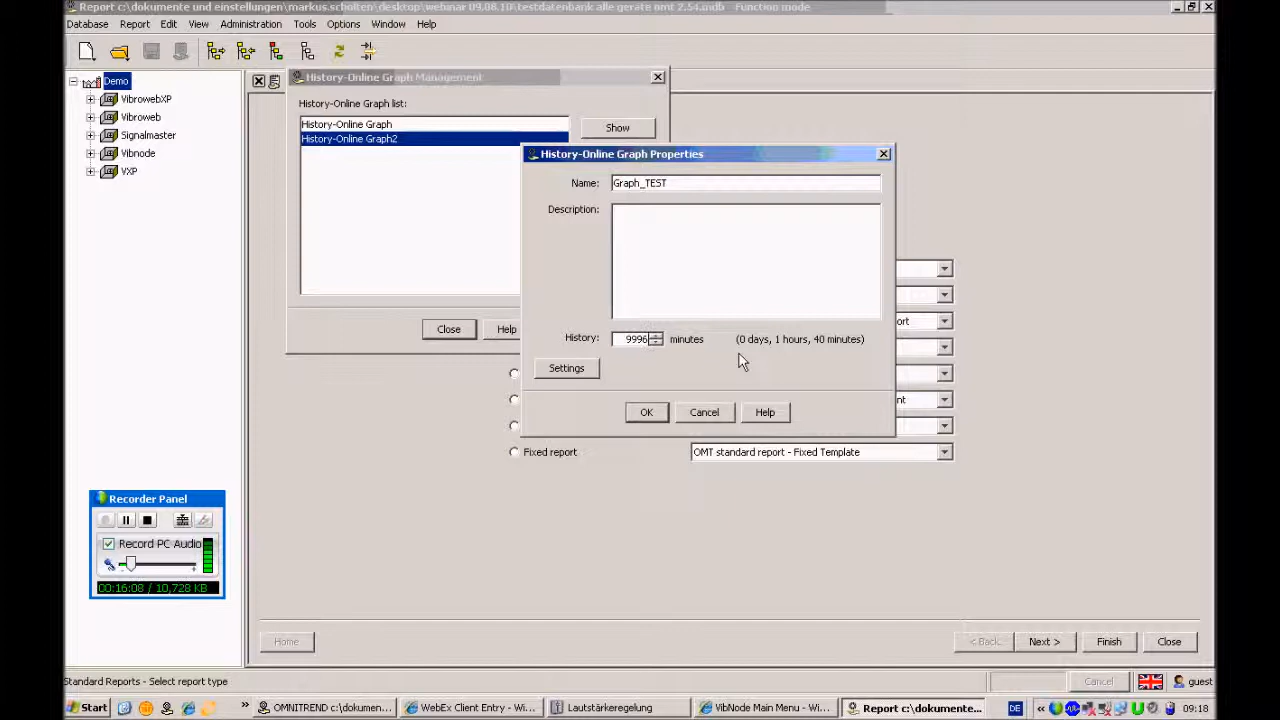 Report c:\dokumente und einstellungen\markus.scholten\desktop\webinar 09.08.10\testdatenbank alle geräte omt 2.54.mdb - Function mode
Database Report Edit View Administration Tools Options Window Help
Demo
VibrowebXP
Vibroweb
Signalmaster
Vibnode
VXP
History-Online Graph Management
History-Online Graph list:
History-Online Graph
History-Online Graph2
Show
Close
Help
History-Online Graph Properties
Name: Graph_TEST
Description:
History: 9996 minutes (0 days, 1 hours, 40 minutes)
Settings
OK Cancel Help
ort
nt
Fixed report OMT standard report - Fixed Template
Recorder Panel
Record PC Audio
00:16:08 / 10,728 KB
Home < Back Next > Finish Close
Standard Reports - Select report type Cancel guest
Start » OMNITREND c:\dokumen... WebEx Client Entry - Wi... Lautstärkeregelung VibNode Main Menu - Wi... Report c:\dokumente... DE « 09:18